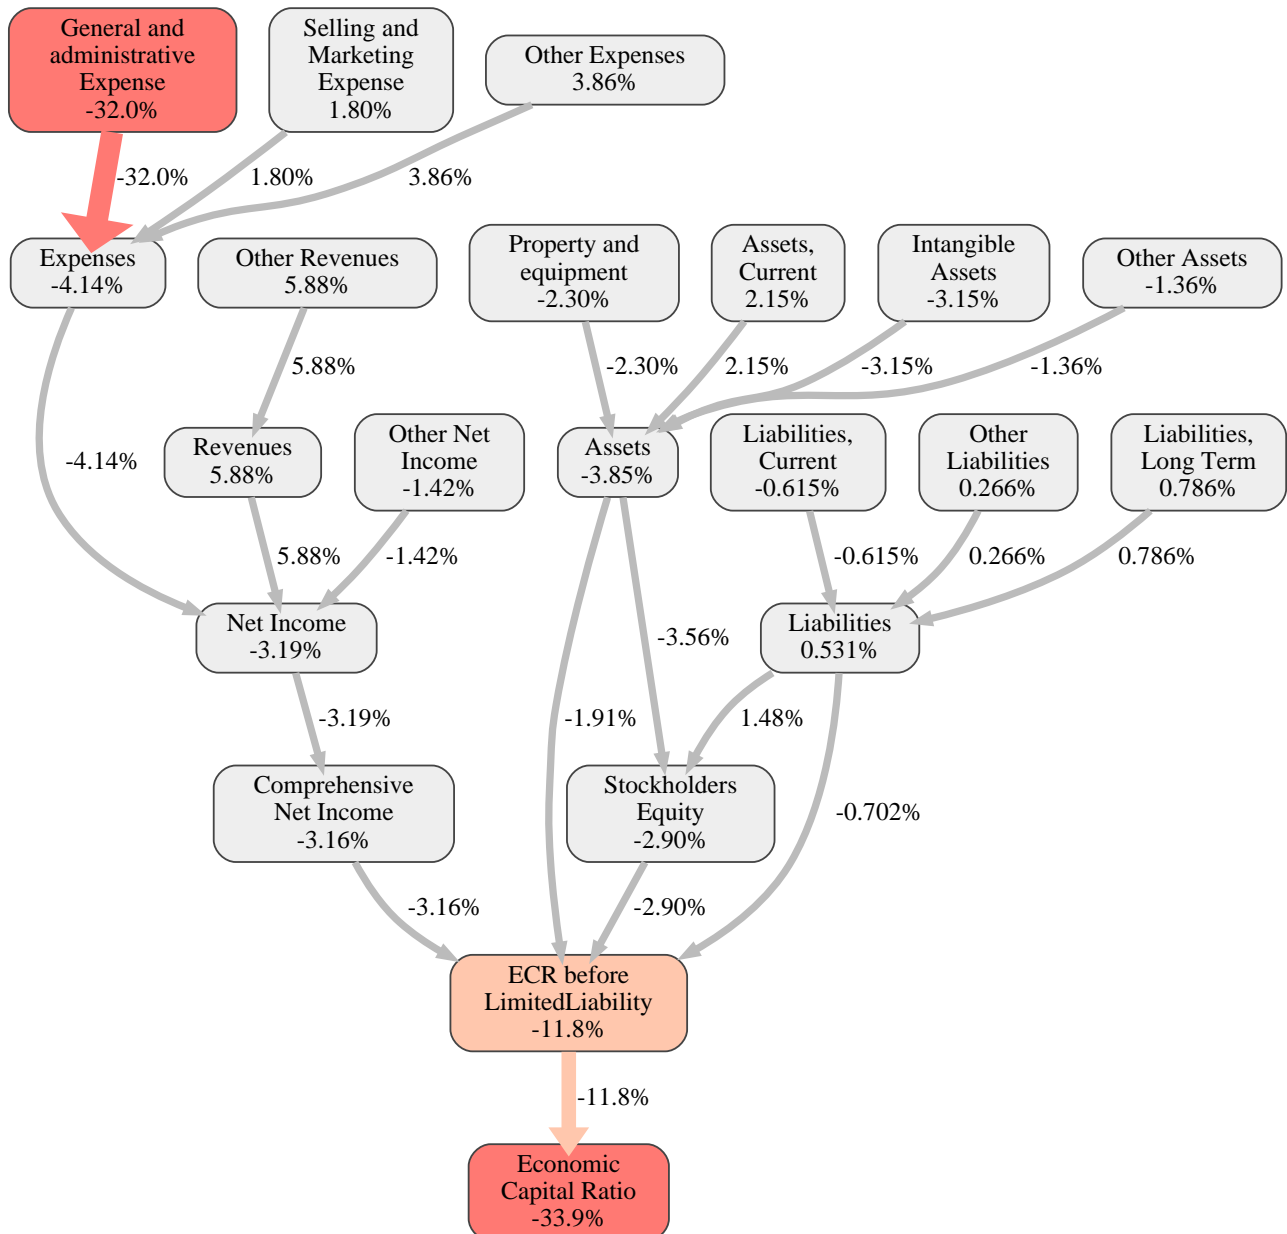 General and
administrative
Expense
-32.0%
Selling and
Marketing
Expense
1.80%
Other Expenses
3.86%
-32.0%
1.80%
3.86%
Expenses
-4.14%
Other Revenues
5.88%
Property and
equipment
-2.30%
Assets,
Current
2.15%
Intangible
Assets
-3.15%
Other Assets
-1.36%
5.88%
-2.30%
2.15%
-3.15%
-1.36%
-4.14%
Revenues
5.88%
Other Net
Income
-1.42%
Assets
-3.85%
Liabilities,
Current
-0.615%
Other
Liabilities
0.266%
Liabilities,
Long Term
0.786%
5.88%
-1.42%
-0.615%
0.266%
0.786%
Net Income
-3.19%
-3.56%
Liabilities
0.531%
-3.19%
-1.91%
1.48%
Comprehensive
Net Income
-3.16%
Stockholders
Equity
-2.90%
-0.702%
-3.16%
-2.90%
ECR before
LimitedLiability
-11.8%
-11.8%
Economic
Capital Ratio
-33.9%